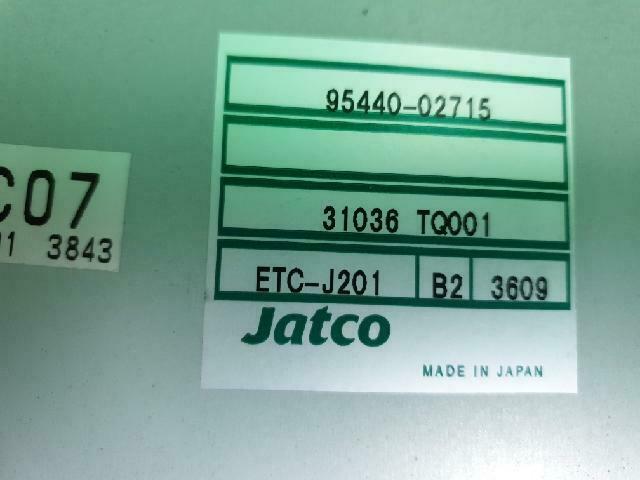 95440-02715
C07
31036 TQ001
3843
ETC-J201 B2 3609
Jatco
MADE IN JAPAN